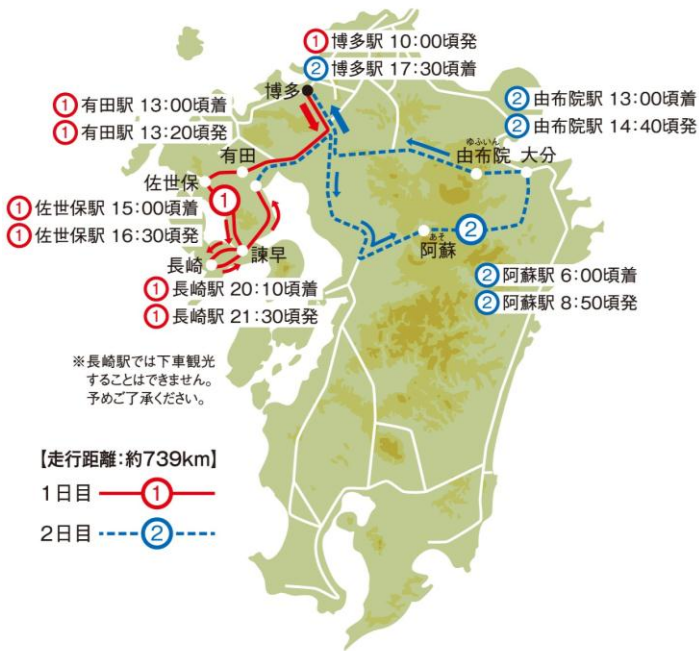 ① 博多駅 10:00頃発
② 博多駅 17:30頃着
博多
① 有田駅 13:00頃着
① 有田駅 13:20頃発
② 由布院駅 13:00頃着
② 由布院駅 14:40頃発
有田
ゆふいん
由布院 大分
佐世保
①
① 佐世保駅 15:00頃着
① 佐世保駅 16:30頃発
②
あそ
阿蘇
諫早
長崎
② 阿蘇駅 6:00頃着
② 阿蘇駅 8:50頃発
① 長崎駅 20:10頃着
① 長崎駅 21:30頃発
※長崎駅では下車観光
することはできません。
予めご了承ください。
【走行距離:約739km】
1日目 ①
2日目 ②